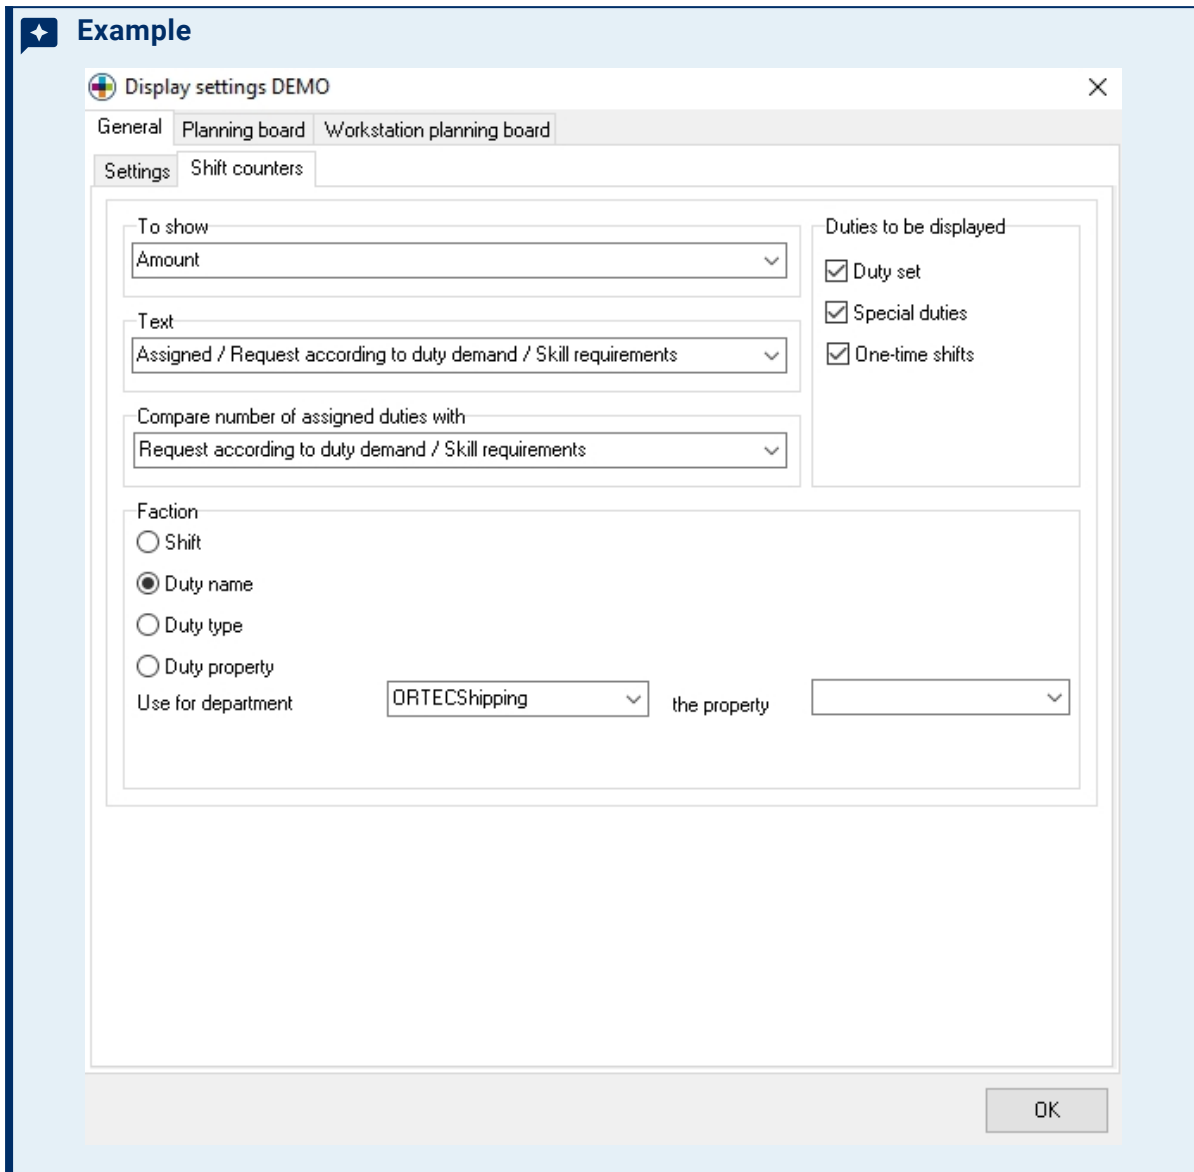 Example
Display settings DEMO
General Planning board Workstation planning board
Settings Shift counters
To show
Amount
Text
Assigned / Request according to duty demand / Skill requirements
Compare number of assigned duties with
Request according to duty demand / Skill requirements
Duties to be displayed
Duty set
Special duties
One-time shifts
Faction
Shift
Duty name
Duty type
Duty property
Use for department ORTECShipping the property
OK